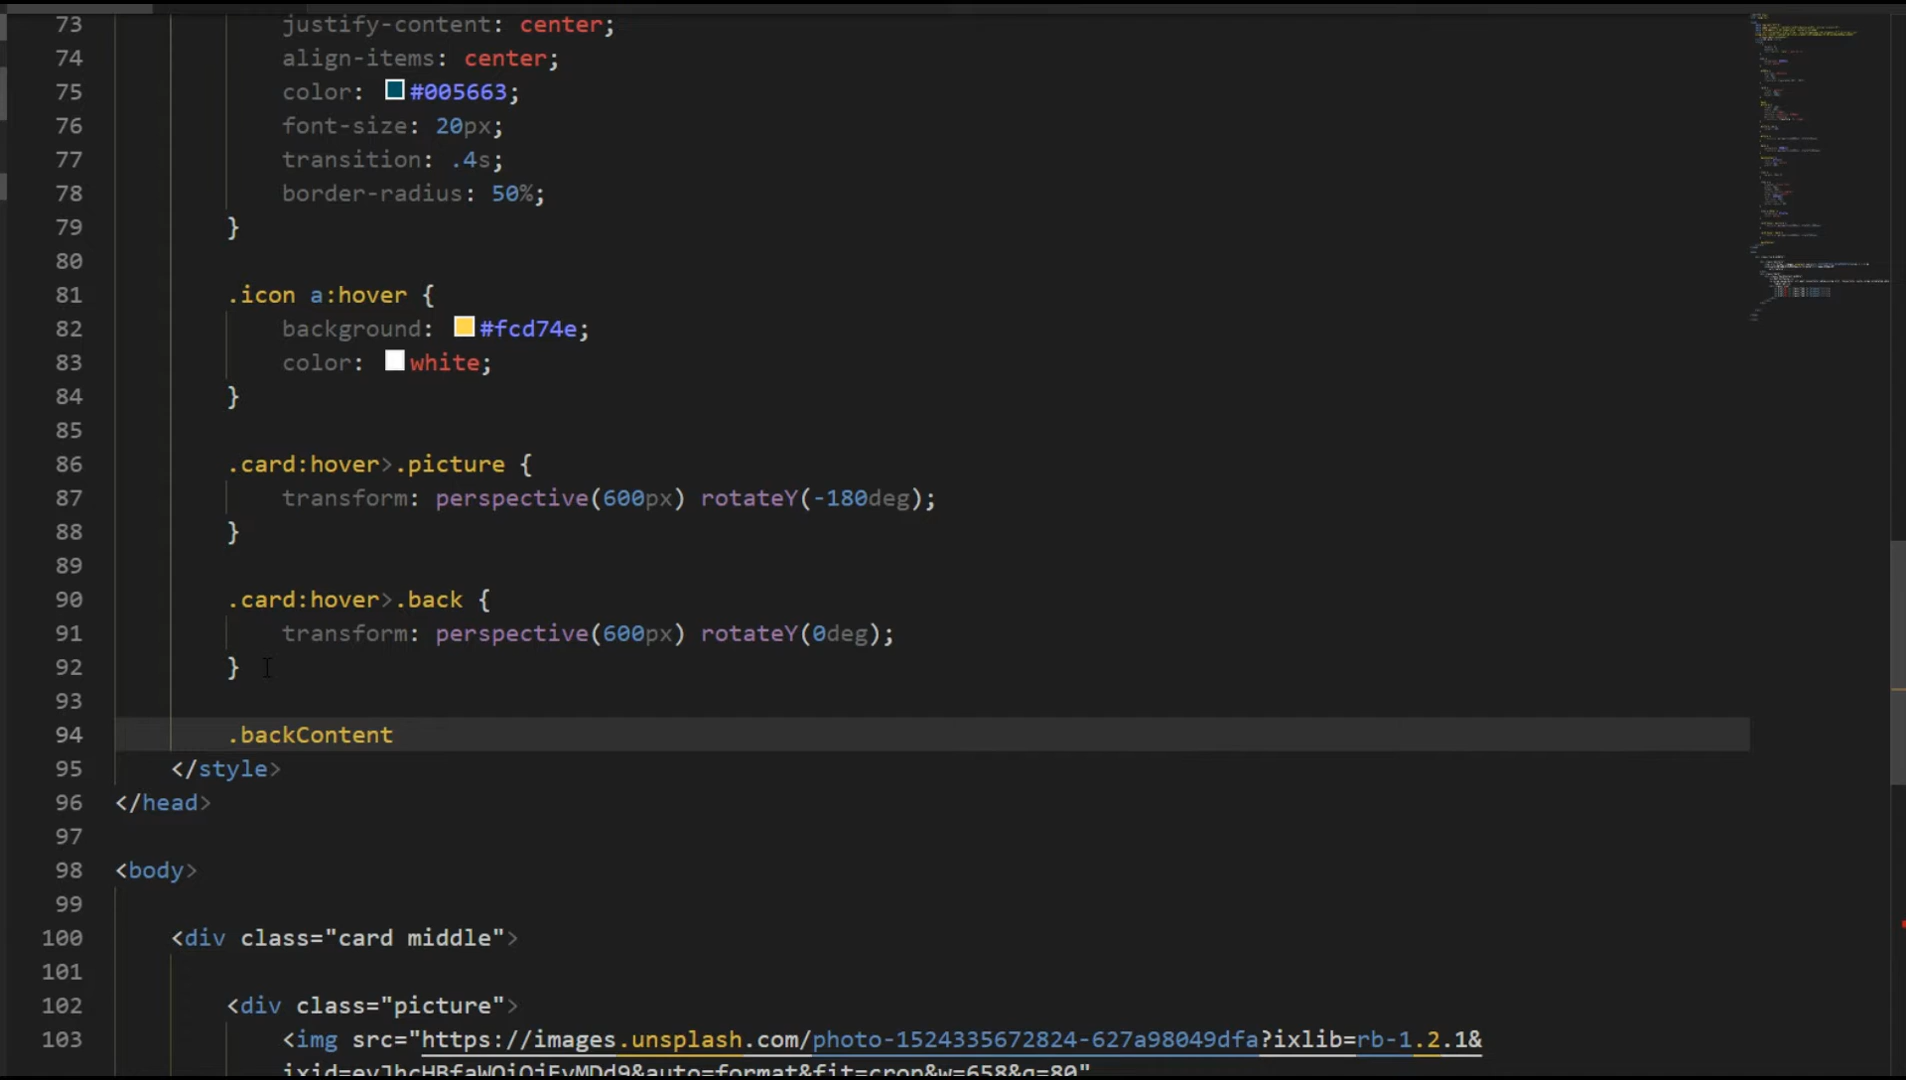 73 justify-content: center;
74 align-items: center;
75 color: #005663;
76 font-size: 20px;
77 transition: .4s;
78 border-radius: 50%;
79 }
80
81 .icon a:hover {
82 background: #fcd74e;
83 color: white;
84 }
85
86 .card:hover>.picture {
87 transform: perspective(600px) rotateY(-180deg);
88 }
89
90 .card:hover>.back {
91 transform: perspective(600px) rotateY(0deg);
92 }
93
94 .backContent
95 </style>
96 </head>
97
98 <body>
99
100 <div class="card middle">
101
102 <div class="picture">
103 <img src="https://images.unsplash.com/photo-1524335672824-627a98049dfa?ixlib=rb-1.2.1&